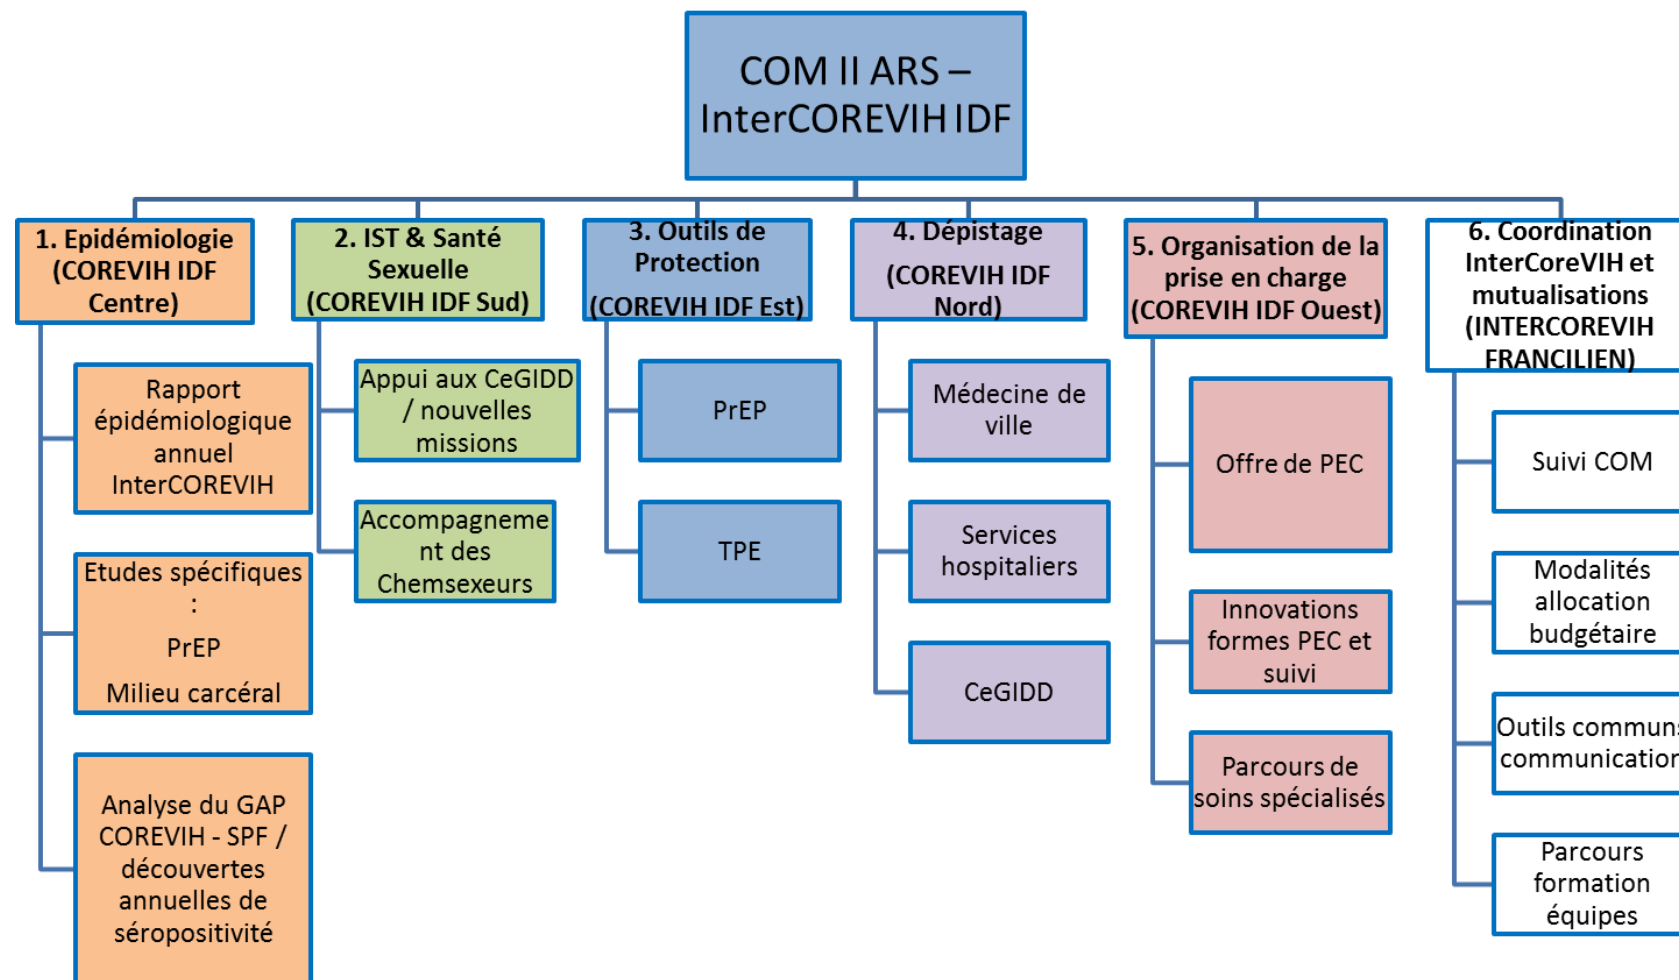 COM II ARS –
InterCOREVIH IDF
1. Epidémiologie
(COREVIH IDF
Centre)
Rapport
épidémiologique
annuel
InterCOREVIH
Etudes spécifiques
:
PrEP
Milieu carcéral
Analyse du GAP
COREVIH - SPF /
découvertes
annuelles de
séropositivité
2. IST & Santé
Sexuelle
(COREVIH IDF Sud)
Appui aux CeGIDD
/ nouvelles
missions
Accompagneme
nt des
Chemsexeurs
3. Outils de
Protection
(COREVIH IDF Est)
PrEP
TPE
4. Dépistage
(COREVIH IDF
Nord)
Médecine de
ville
Services
hospitaliers
CeGIDD
5. Organisation de la
prise en charge
(COREVIH IDF Ouest)
Offre de PEC
Innovations
formes PEC et
suivi
Parcours de
soins spécialisés
6. Coordination
InterCoreVIH et
mutualisations
(INTERCOREVIH
FRANCILIEN)
Suivi COM
Modalités
allocation
budgétaire
Outils communs
communication
Parcours
formation
équipes